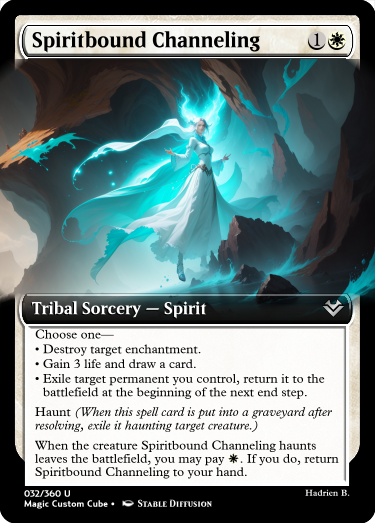 Spiritbound Channeling 1
Tribal Sorcery — Spirit
Choose one—
• Destroy target enchantment.
• Gain 3 life and draw a card.
• Exile target permanent you control, return it to the
battlefield at the beginning of the next end step.
Haunt (When this spell card is put into a graveyard after
resolving, exile it haunting target creature.)
When the creature Spiritbound Channeling haunts
leaves the battlefield, you may pay . If you do, return
Spiritbound Channeling to your hand.
032/360 U Hadrien B.
Magic Custom Cube • Stable Diffusion